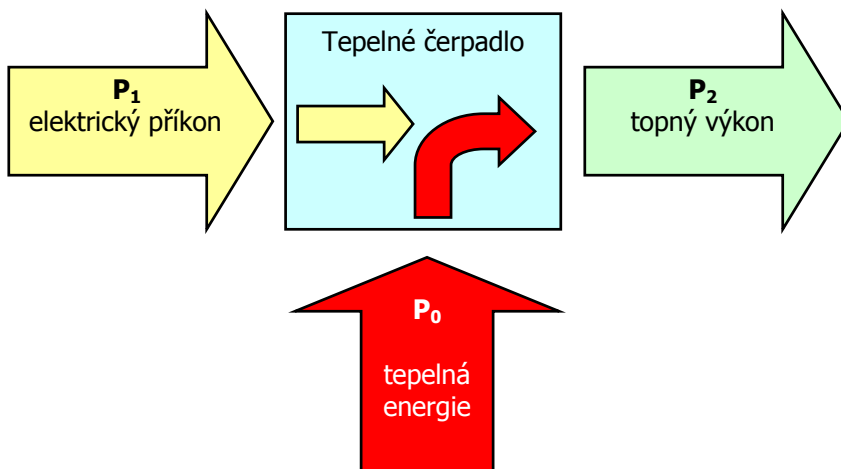 P₁
elektrický příkon
Tepelné čerpadlo
P₂
topný výkon
P₀
tepelná
energie